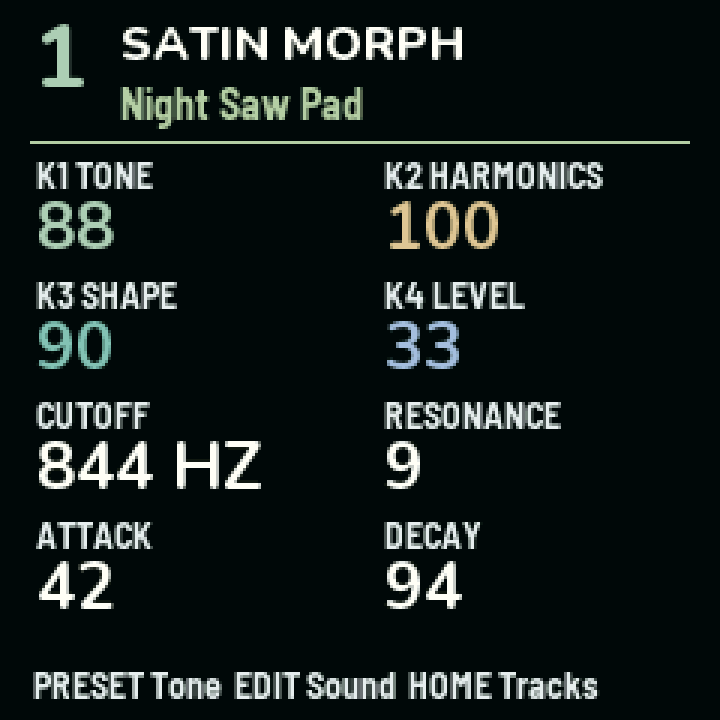 1 SATIN MORPH
Night Saw Pad
K1 TONE K2 HARMONICS
88 100
K3 SHAPE K4 LEVEL
90 33
CUTOFF RESONANCE
844 HZ 9
ATTACK DECAY
42 94
PRESET Tone EDIT Sound HOME Tracks